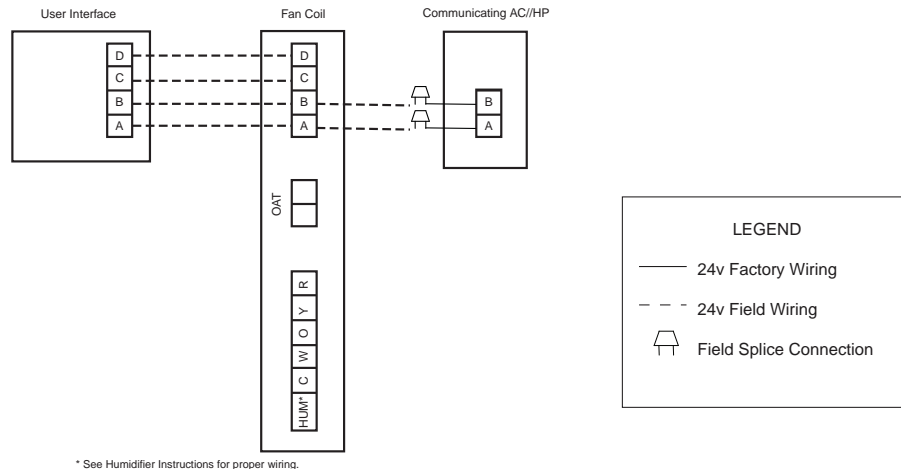 User Interface
Fan Coil
Communicating AC//HP
D
C
B
A
D
C
B
A
B
A
OAT
R
Y
O
W
C
HUM*
LEGEND
24v Factory Wiring
24v Field Wiring
Field Splice Connection
* See Humidifier Instructions for proper wiring.